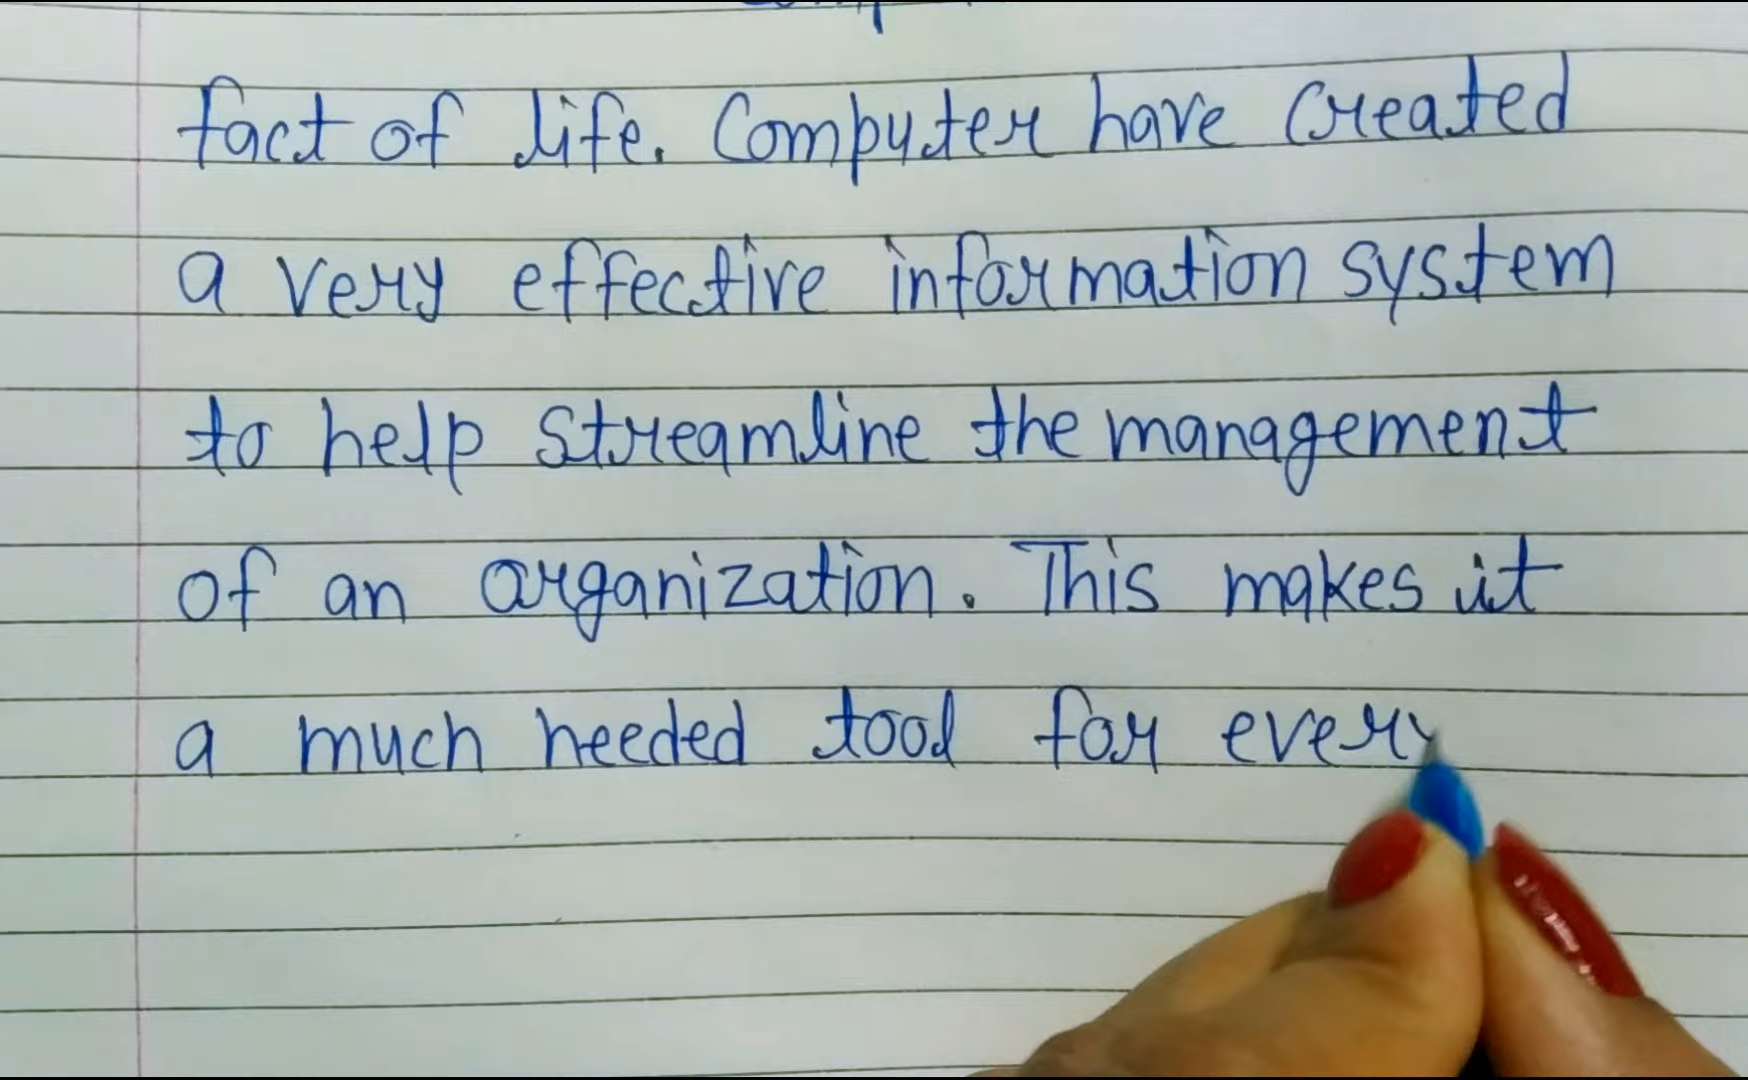 fact of life. Computer have created
a very effective information system
to help streamline the management
of an organization. This makes it
a much needed tool for every